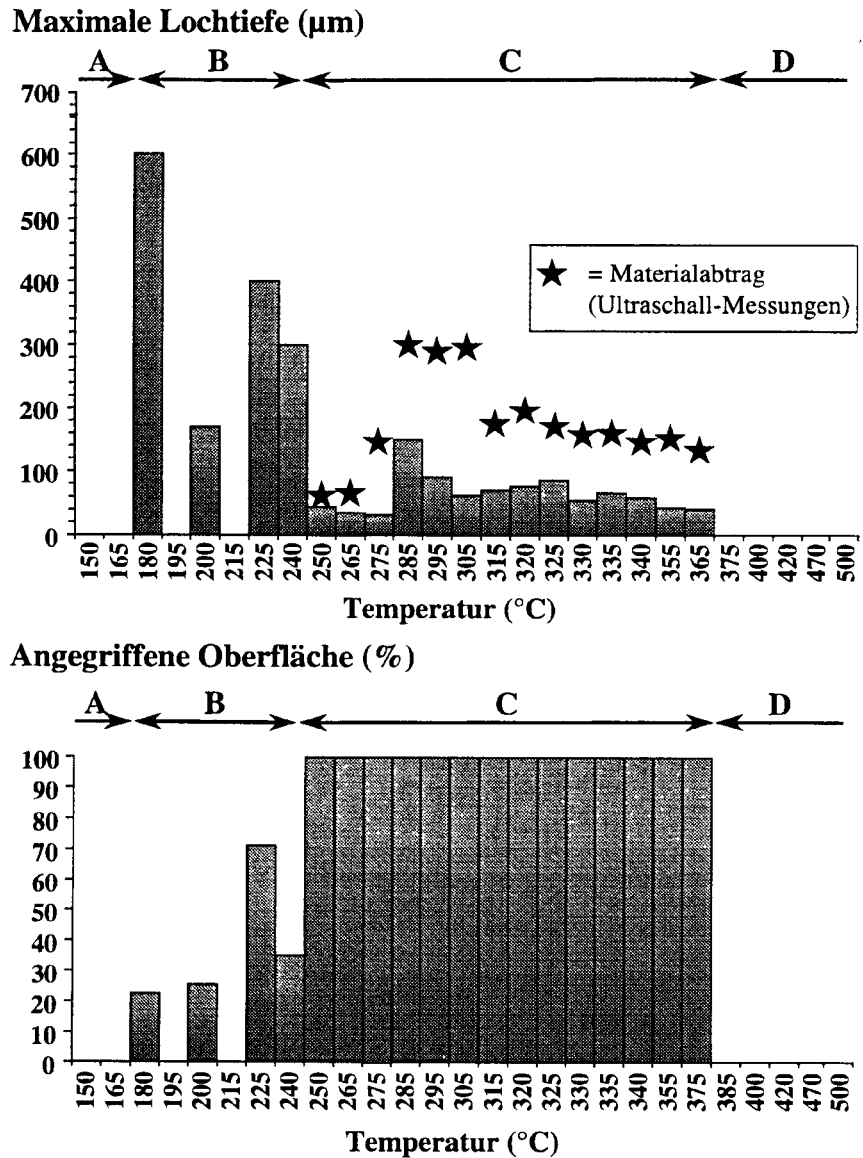 Maximale Lochtiefe (µm)
A B C D
700
600
500
400
300
200
100
0
★ = Materialabtrag
(Ultraschall-Messungen)
150 165 180 195 200 215 225 240 250 265 275 285 295 305 315 320 325 330 335 340 345 355 365 375 400 420 470 500
Temperatur (°C)
Angegriffene Oberfläche (%)
A B C D
100
90
80
70
60
50
40
30
20
10
0
150 165 180 195 200 215 225 240 250 265 275 285 295 305 315 320 325 330 335 340 355 375 385 400 420 470 500
Temperatur (°C)